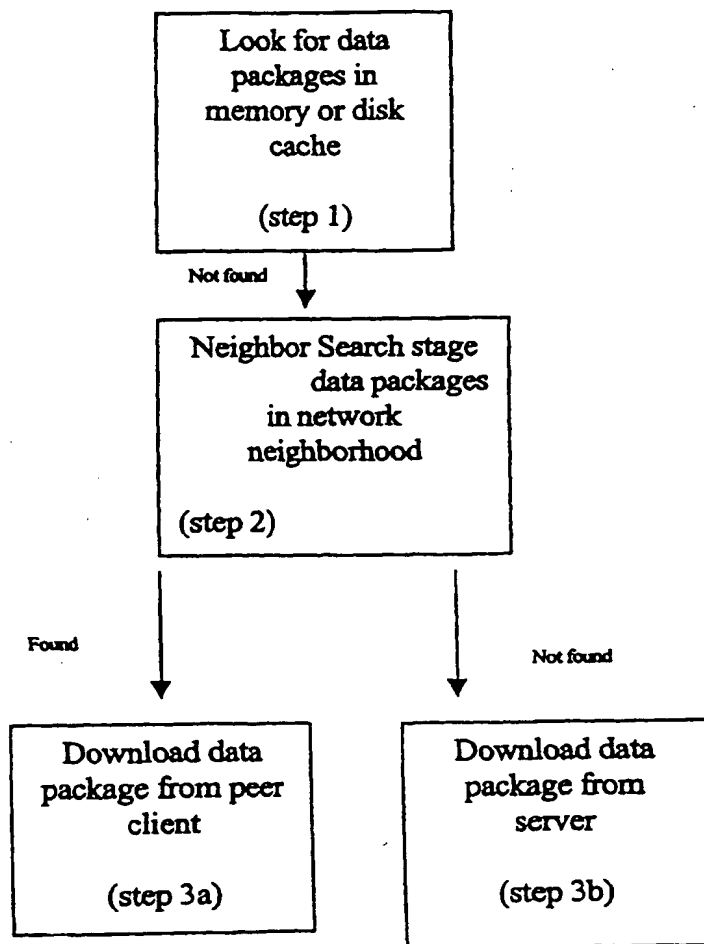 Look for data
packages in
memory or disk
cache
(step 1)
Not found
Neighbor Search stage
data packages
in network
neighborhood
(step 2)
Found
Not found
Download data
package from peer
client
(step 3a)
Download data
package from
server
(step 3b)